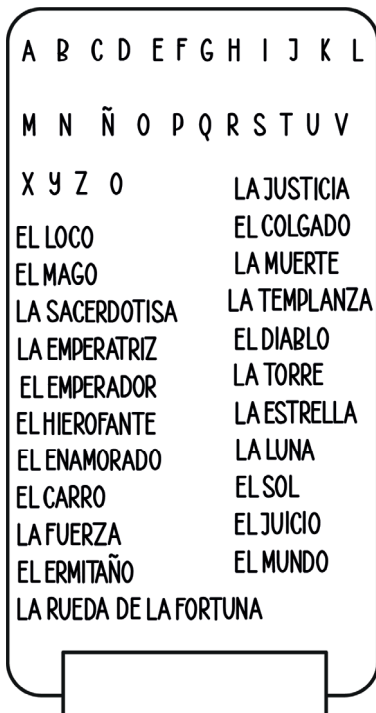 A B C D E F G H I J K L
M N Ñ O P Q R S T U V
X Y Z O
EL LOCO
EL MAGO
LA SACERDOTISA
LA EMPERATRIZ
EL EMPERADOR
EL HIEROFANTE
EL ENAMORADO
EL CARRO
LA FUERZA
EL ERMITAÑO
LA RUEDA DE LA FORTUNA
LA JUSTICIA
EL COLGADO
LA MUERTE
LA TEMPLANZA
EL DIABLO
LA TORRE
LA ESTRELLA
LA LUNA
EL SOL
EL JUICIO
EL MUNDO